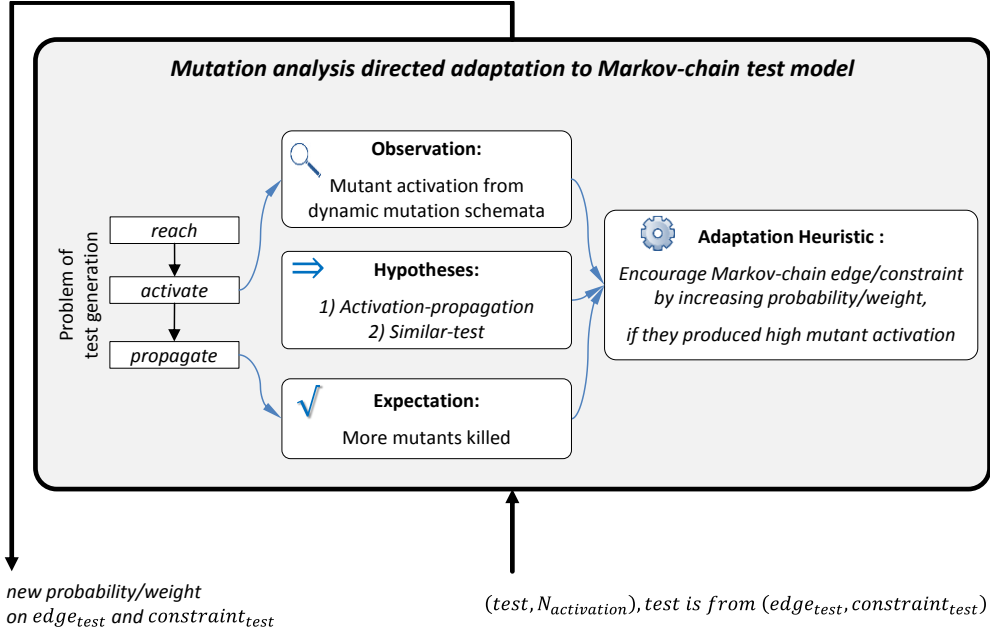 Mutation analysis directed adaptation to Markov-chain test model
Problem of
test generation
reach
activate
propagate
Observation:
Mutant activation from
dynamic mutation schemata
Hypotheses:
1) Activation-propagation
2) Similar-test
Expectation:
More mutants killed
Adaptation Heuristic :
Encourage Markov-chain edge/constraint
by increasing probability/weight,
if they produced high mutant activation
new probability/weight
on edge_test and constraint_test
(test, N_activation), test is from (edge_test, constraint_test)